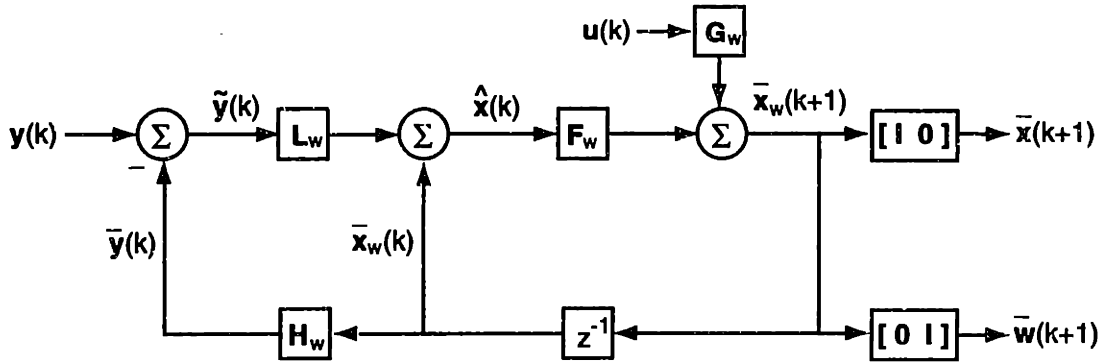 u(k) G_w
ỹ(k) x̂(k) x̄_w(k+1)
y(k) Σ L_w Σ F_w Σ [ I 0 ] x̄(k+1)
−
ȳ(k) x̄_w(k)
H_w z⁻¹ [ 0 I ] w̄(k+1)